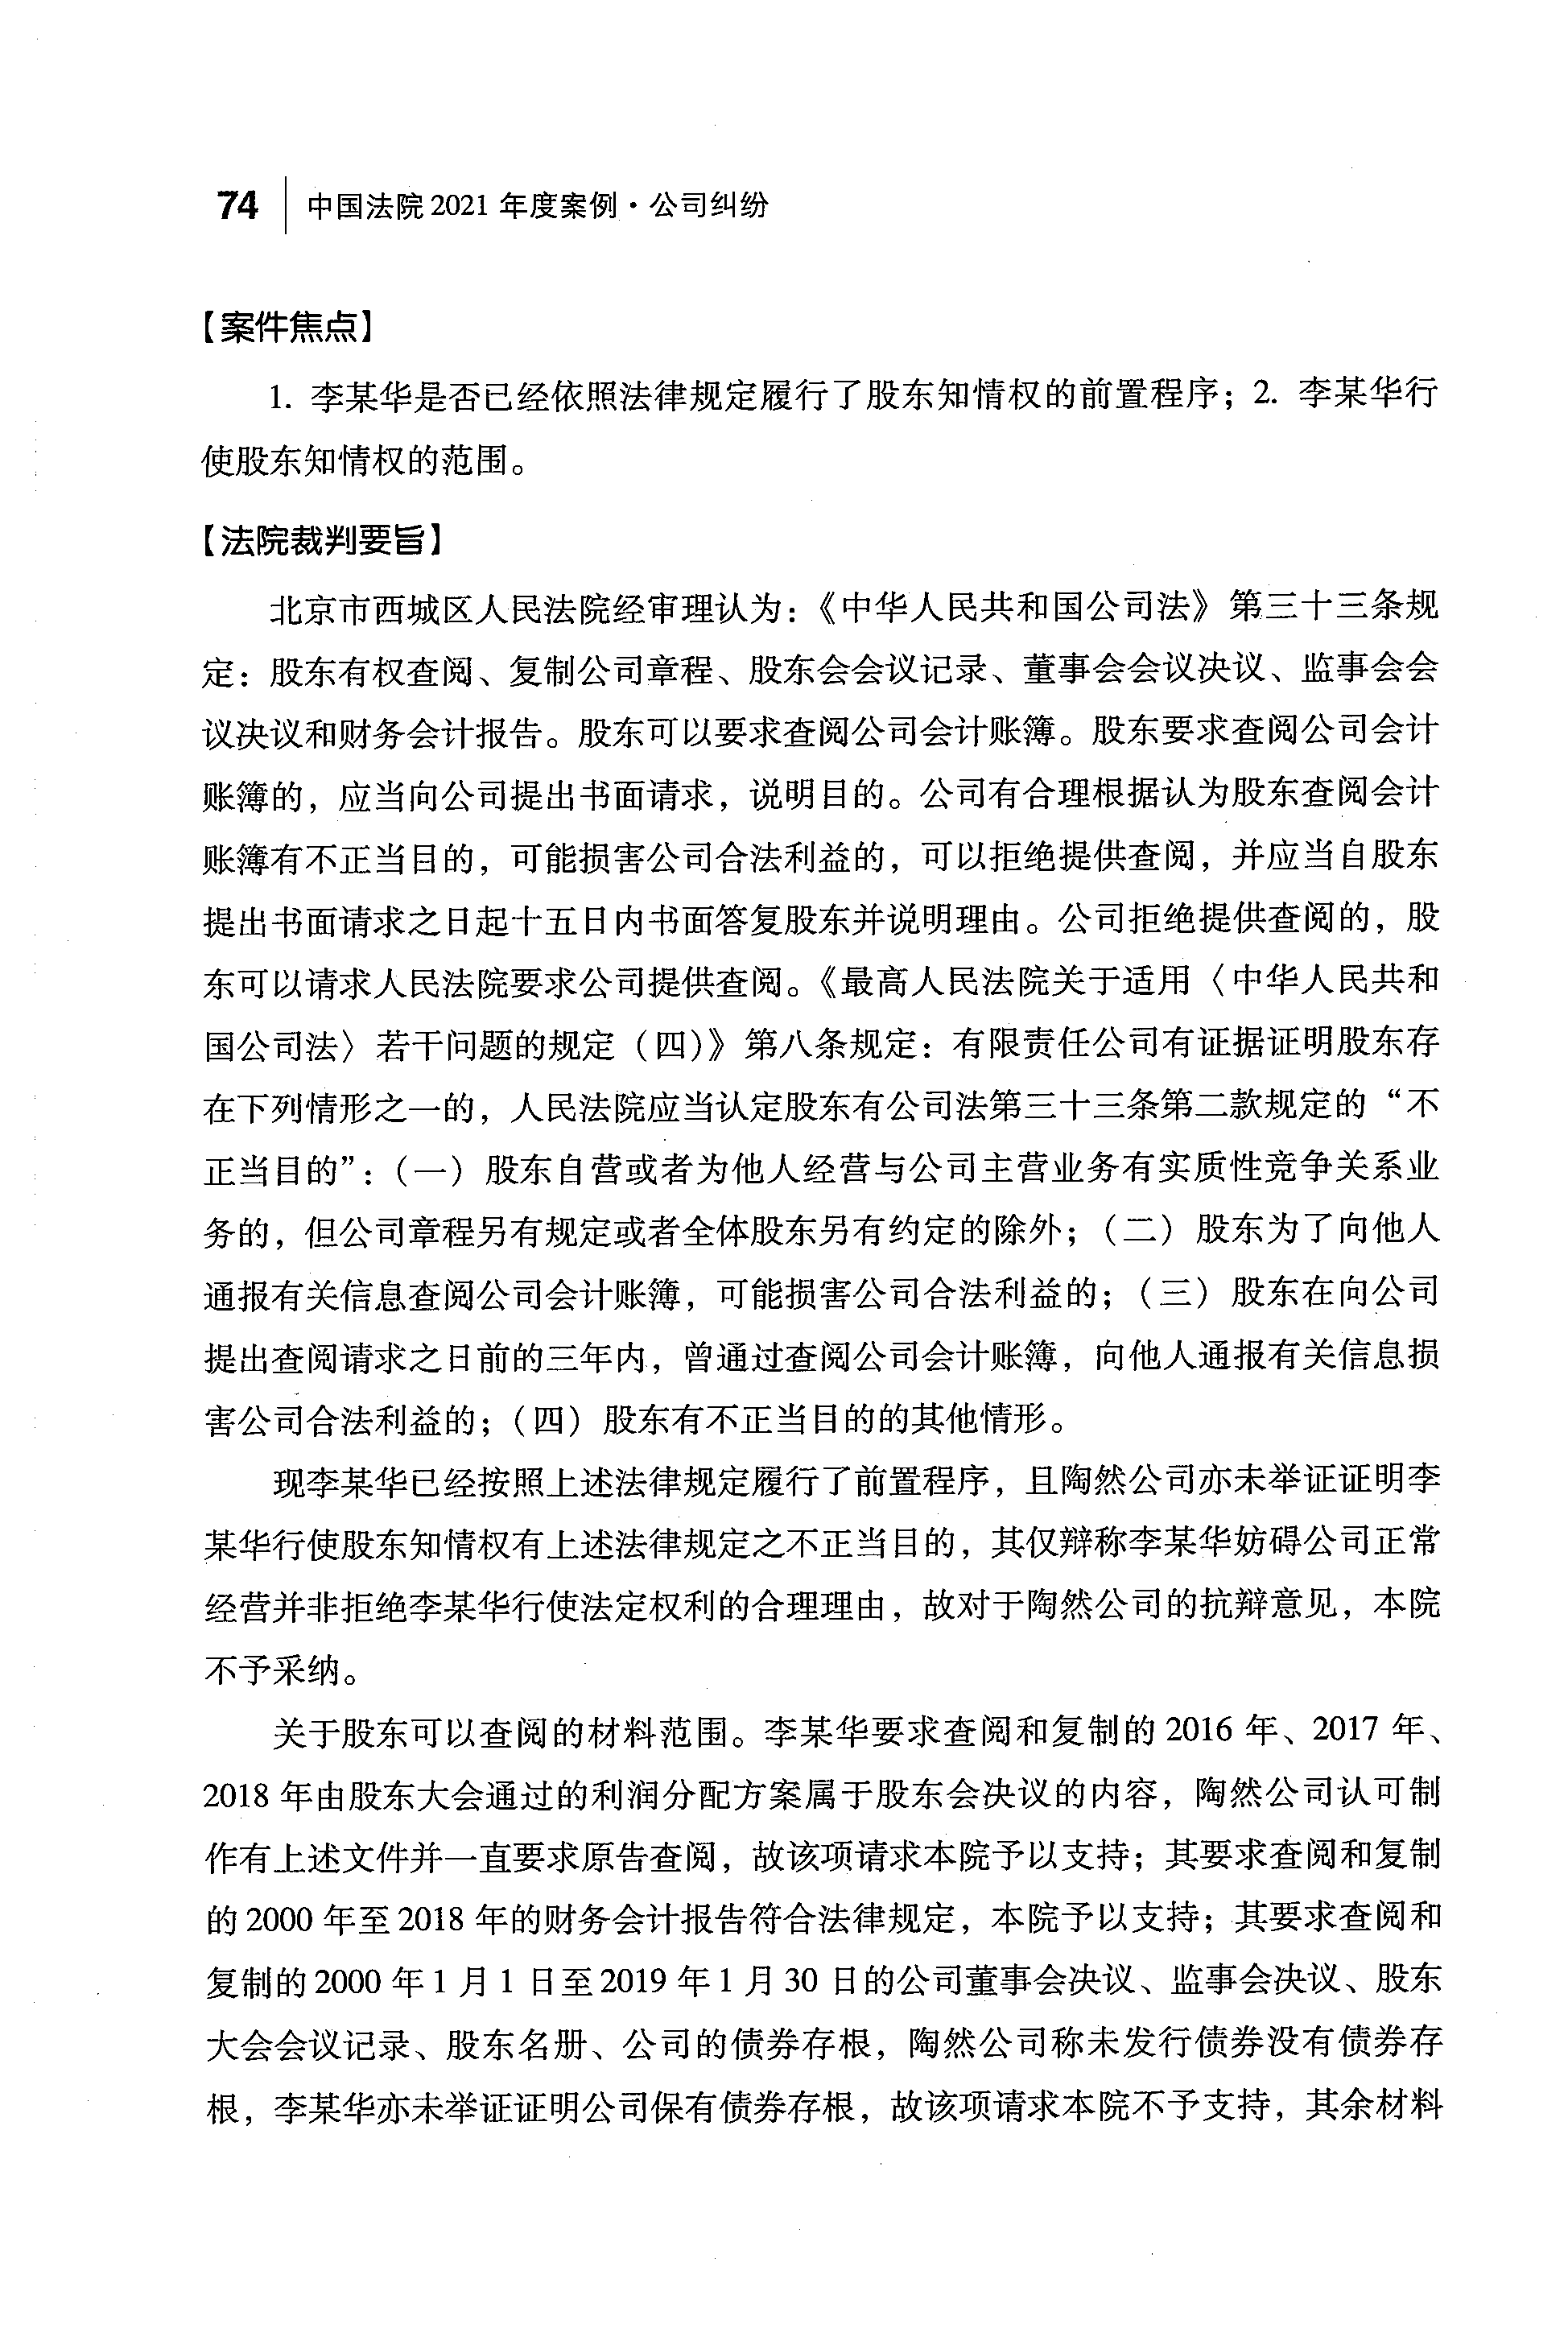 74 中国法院2021年度案例·公司纠纷
【案件焦点】
1. 李某华是否已经依照法律规定履行了股东知情权的前置程序；2. 李某华行
使股东知情权的范围。
【法院裁判要旨】
北京市西城区人民法院经审理认为：《中华人民共和国公司法》第三十三条规
定：股东有权查阅、复制公司章程、股东会会议记录、董事会会议决议、监事会会
议决议和财务会计报告。股东可以要求查阅公司会计账簿。股东要求查阅公司会计
账簿的，应当向公司提出书面请求，说明目的。公司有合理根据认为股东查阅会计
账簿有不正当目的，可能损害公司合法利益的，可以拒绝提供查阅，并应当自股东
提出书面请求之日起十五日内书面答复股东并说明理由。公司拒绝提供查阅的，股
东可以请求人民法院要求公司提供查阅。《最高人民法院关于适用〈中华人民共和
国公司法〉若干问题的规定（四）》第八条规定：有限责任公司有证据证明股东存
在下列情形之一的，人民法院应当认定股东有公司法第三十三条第二款规定的“不
正当目的”：（一）股东自营或者为他人经营与公司主营业务有实质性竞争关系业
务的，但公司章程另有规定或者全体股东另有约定的除外；（二）股东为了向他人
通报有关信息查阅公司会计账簿，可能损害公司合法利益的；（三）股东在向公司
提出查阅请求之日前的三年内，曾通过查阅公司会计账簿，向他人通报有关信息损
害公司合法利益的；（四）股东有不正当目的的其他情形。
现李某华已经按照上述法律规定履行了前置程序，且陶然公司亦未举证证明李
某华行使股东知情权有上述法律规定之不正当目的，其仅辩称李某华妨碍公司正常
经营并非拒绝李某华行使法定权利的合理理由，故对于陶然公司的抗辩意见，本院
不予采纳。
关于股东可以查阅的材料范围。李某华要求查阅和复制的2016年、2017年、
2018年由股东大会通过的利润分配方案属于股东会决议的内容，陶然公司认可制
作有上述文件并一直要求原告查阅，故该项请求本院予以支持；其要求查阅和复制
的2000年至2018年的财务会计报告符合法律规定，本院予以支持；其要求查阅和
复制的2000年1月1日至2019年1月30日的公司董事会决议、监事会决议、股东
大会会议记录、股东名册、公司的债券存根，陶然公司称未发行债券没有债券存
根，李某华亦未举证证明公司保有债券存根，故该项请求本院不予支持，其余材料